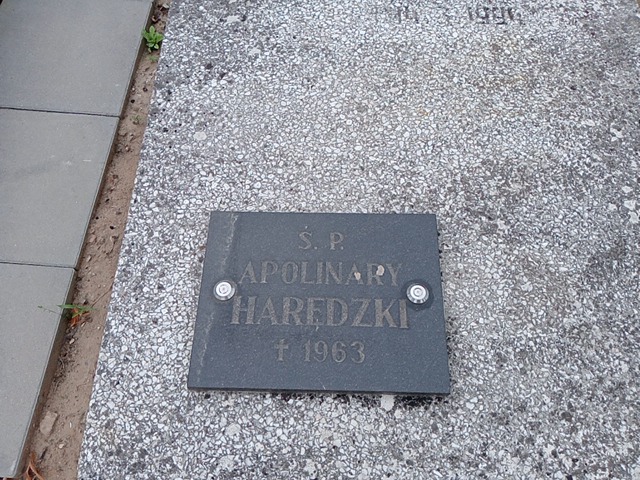 Ś. P.
APOLINARY
HARĘDZKI
† 1963